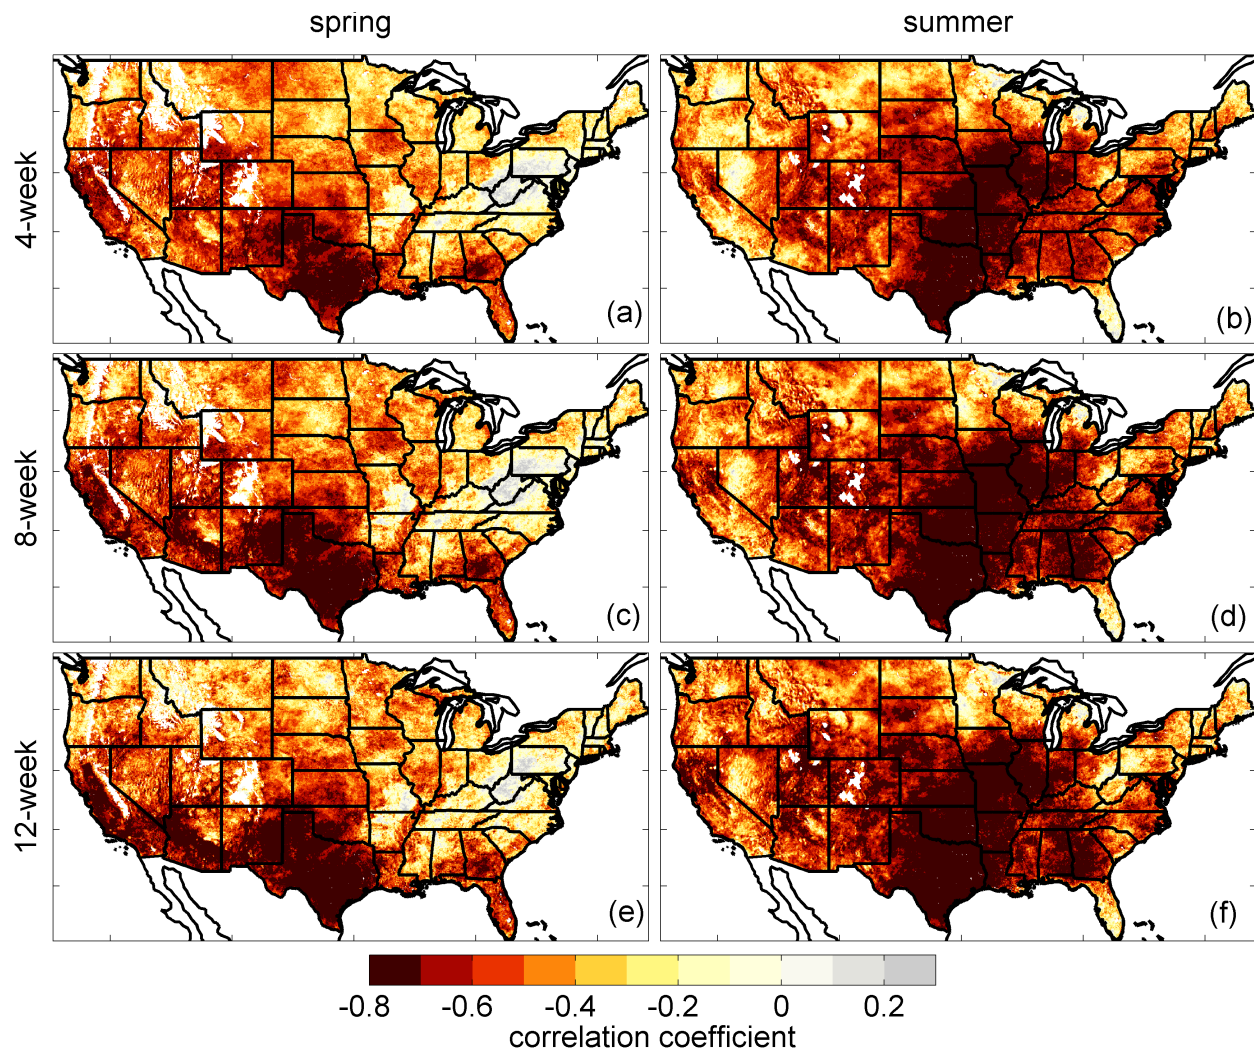 spring summer
4-week
(a) (b)
8-week
(c) (d)
12-week
(e) (f)
-0.8 -0.6 -0.4 -0.2 0 0.2
correlation coefficient